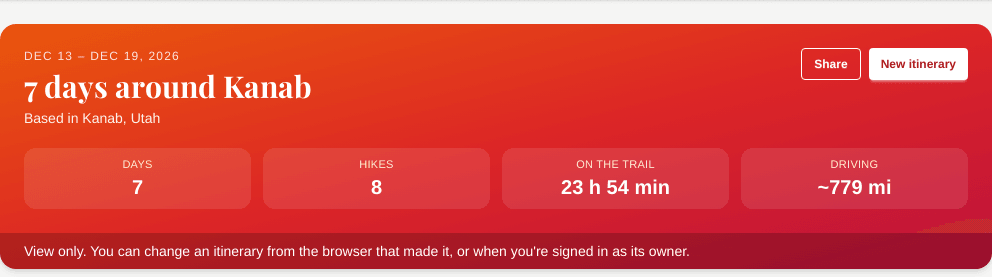 DEC 13 – DEC 19, 2026
7 days around Kanab
Based in Kanab, Utah
Share
New itinerary
DAYS
7
HIKES
8
ON THE TRAIL
23 h 54 min
DRIVING
~779 mi
View only. You can change an itinerary from the browser that made it, or when you're signed in as its owner.